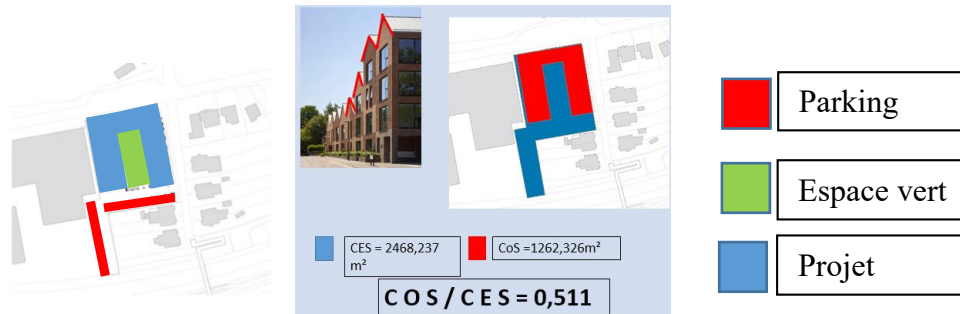 CES = 2468,237
m²
CoS =1262,326m²
C O S / C E S = 0,511
Parking
Espace vert
Projet